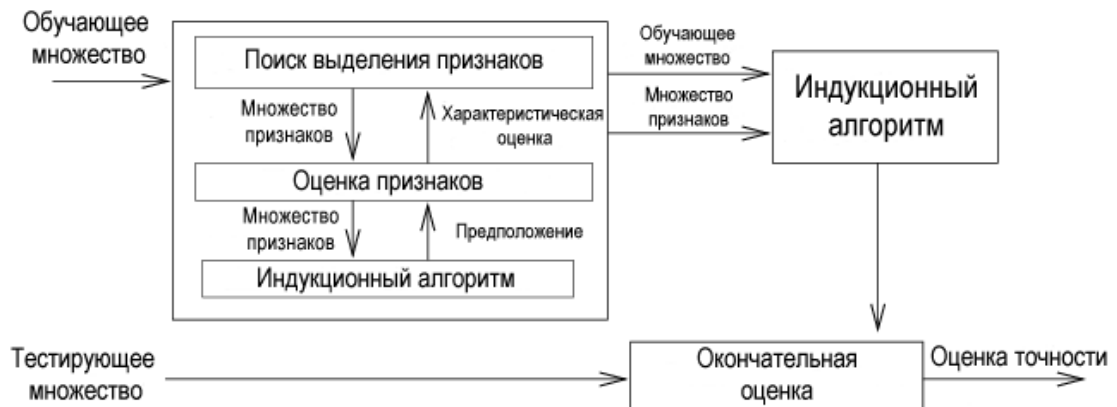 Обучающее
множество
Поиск выделения признаков
Множество
признаков
Характеристическая
оценка
Оценка признаков
Множество
признаков
Предположение
Индукционный алгоритм
Обучающее
множество
Множество
признаков
Индукционный
алгоритм
Тестирующее
множество
Окончательная
оценка
Оценка точности